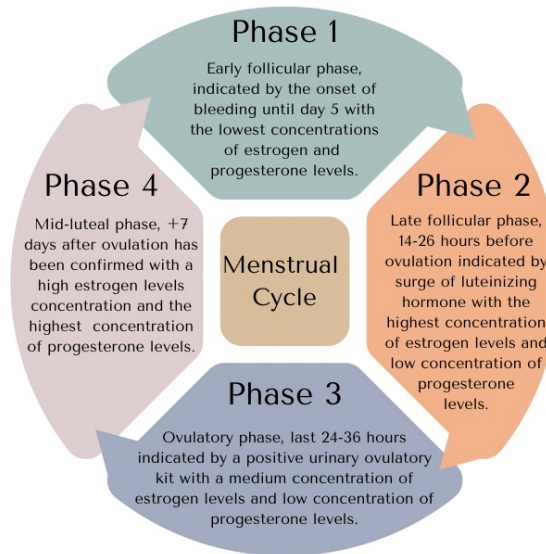 Phase 1
Early follicular phase,
indicated by the onset of
bleeding until day 5 with
the lowest concentrations
of estrogen and
progesterone levels.
Phase 2
Late follicular phase,
14-26 hours before
ovulation indicated by
surge of luteinizing
hormone with the
highest concentration
of estrogen levels and
low concentration of
progesterone
levels.
Phase 3
Ovulatory phase, last 24-36 hours
indicated by a positive urinary ovulatory
kit with a medium concentration of
estrogen levels and low concentration of
progesterone levels.
Phase 4
Mid-luteal phase, +7
days after ovulation has
been confirmed with a
high estrogen levels
concentration and the
highest concentration
of progesterone levels.
Menstrual
Cycle